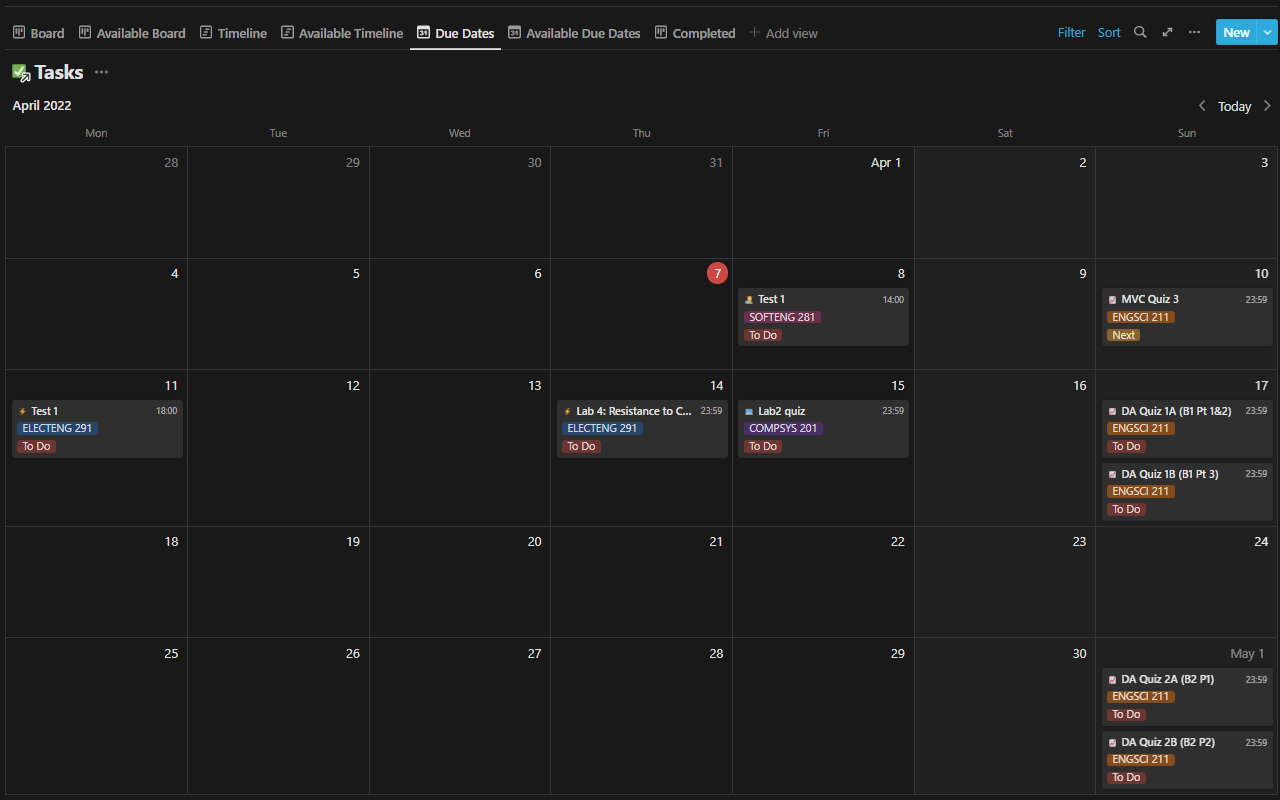 Board Available Board Timeline Available Timeline Due Dates Available Due Dates Completed + Add view Filter Sort ··· New
Tasks ···
April 2022 Today
Mon Tue Wed Thu Fri Sat Sun
28 29 30 31 Apr 1 2 3
4 5 6 7 8 9 10
Test 1 14:00
SOFTENG 281
To Do
MVC Quiz 3 23:59
ENGSCI 211
Next
11 12 13 14 15 16 17
Test 1 18:00
ELECTENG 291
To Do
Lab 4: Resistance to C... 23:59
ELECTENG 291
To Do
Lab2 quiz 23:59
COMPSYS 201
To Do
DA Quiz 1A (B1 Pt 1&2) 23:59
ENGSCI 211
To Do
DA Quiz 1B (B1 Pt 3) 23:59
ENGSCI 211
To Do
18 19 20 21 22 23 24
25 26 27 28 29 30 May 1
DA Quiz 2A (B2 P1) 23:59
ENGSCI 211
To Do
DA Quiz 2B (B2 P2) 23:59
ENGSCI 211
To Do